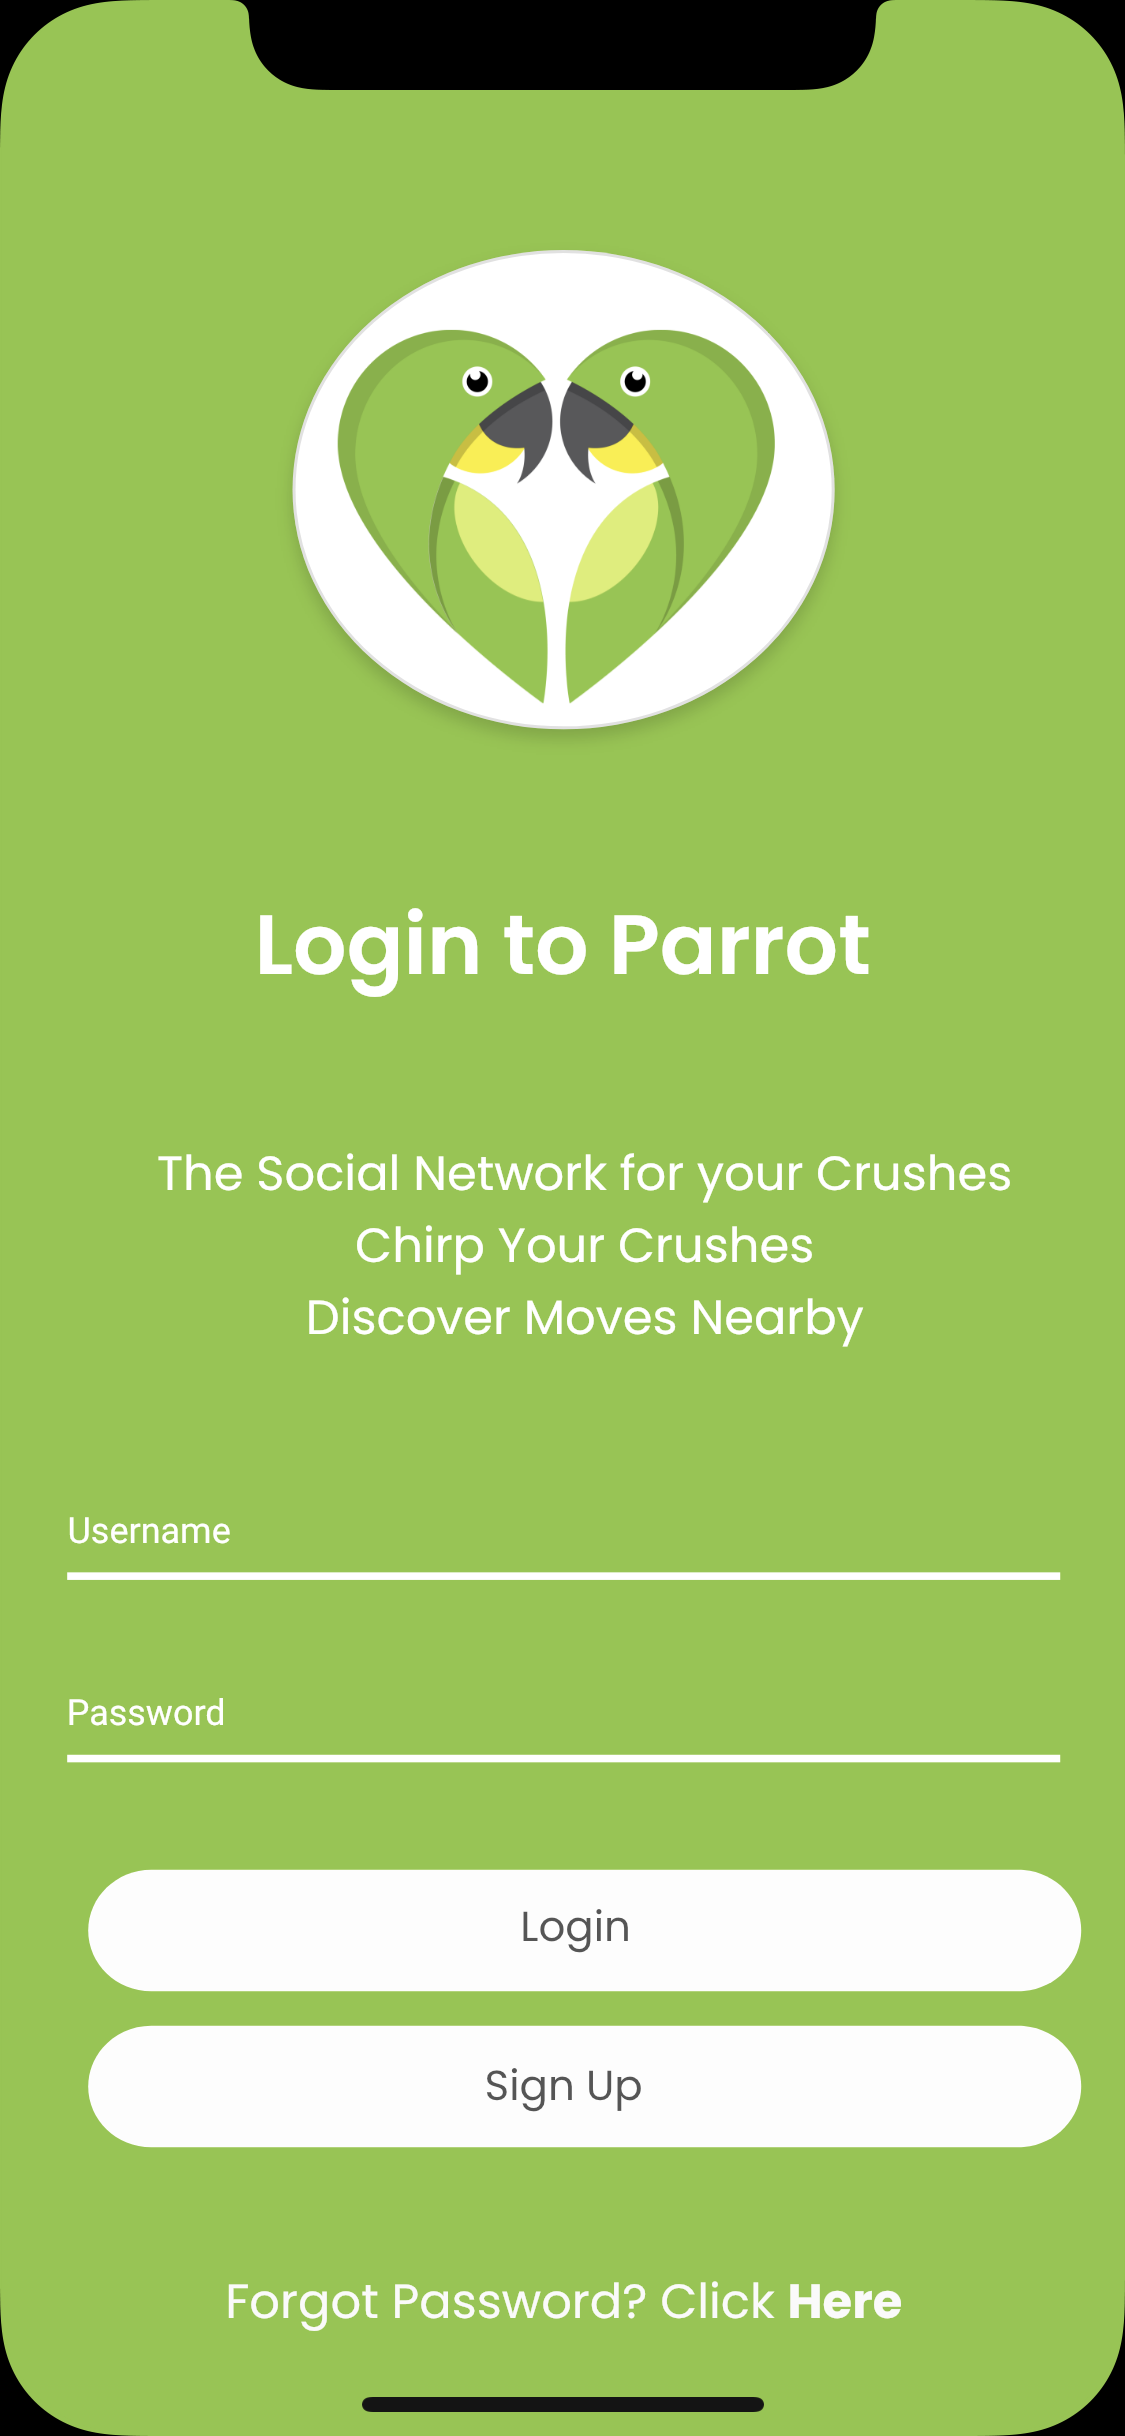 Login to Parrot
The Social Network for your Crushes
Chirp Your Crushes
Discover Moves Nearby
Username
Password
Login
Sign Up
Forgot Password? Click Here